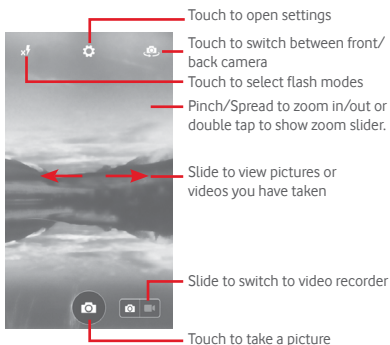 Touch to open settings
Touch to switch between front/
back camera
Touch to select flash modes
Pinch/Spread to zoom in/out or
double tap to show zoom slider.
Slide to view pictures or
videos you have taken
Slide to switch to video recorder
Touch to take a picture